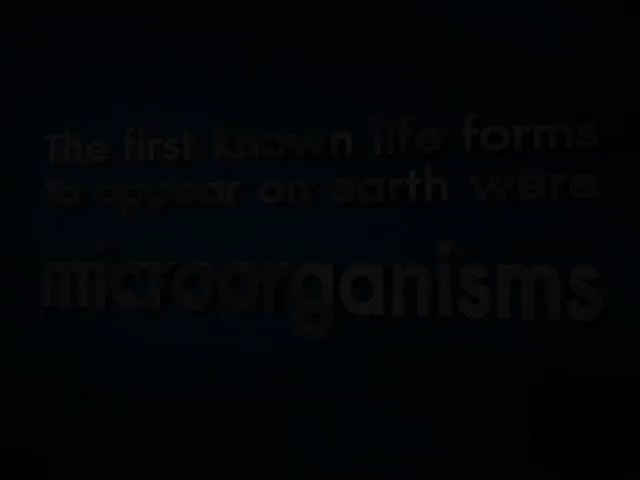 The first known life forms
to appear on earth were
microorganisms